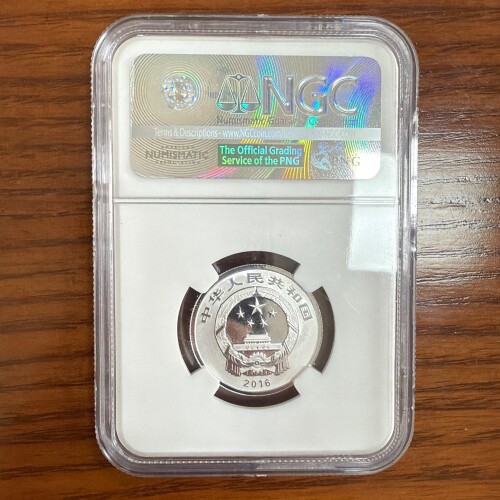 NGC
Terms & Descriptions - www.NGCcoin.com
NUMISMATIC
The Official Grading
Service of the PNG
PNG
中华人民共和国
2016